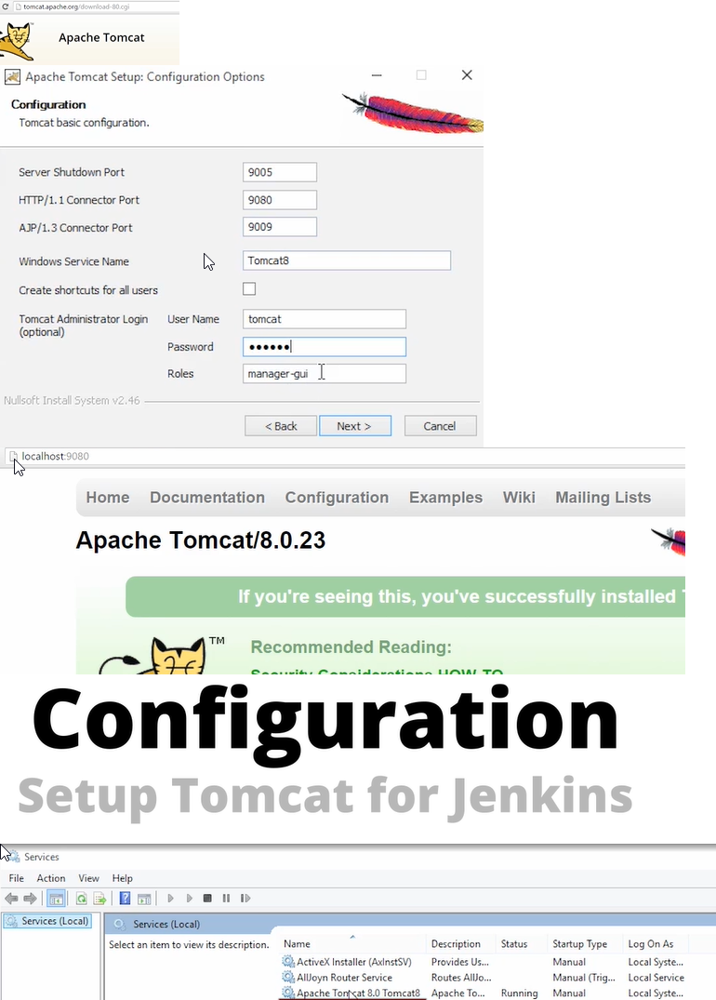 tomcat.apache.org/download-80.cgi
Apache Tomcat
Apache Tomcat Setup: Configuration Options
Configuration
Tomcat basic configuration.
Server Shutdown Port 9005
HTTP/1.1 Connector Port 9080
AJP/1.3 Connector Port 9009
Windows Service Name Tomcat8
Create shortcuts for all users
Tomcat Administrator Login User Name tomcat
(optional)
Password ●●●●●●
Roles manager-gui
Nullsoft Install System v2.46
< Back Next > Cancel
localhost:9080
Home Documentation Configuration Examples Wiki Mailing Lists
Apache Tomcat/8.0.23
If you're seeing this, you've successfully installed
TM
Recommended Reading:
Security Considerations HOW-TO
Configuration
Setup Tomcat for Jenkins
Services
File Action View Help
Services (Local) Services (Local)
Select an item to view its description.
Name Description Status Startup Type Log On As
ActiveX Installer (AxInstSV) Provides Us... Manual Local Syste...
AllJoyn Router Service Routes AllJo... Manual (Trig... Local Service
Apache Tomcat 8.0 Tomcat8 Apache To... Running Manual Local Syste...